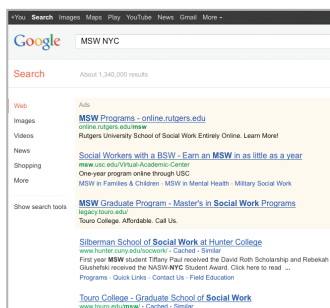 +You Search Images Maps Play YouTube News Gmail More
Google MSW NYC
Search About 1,340,000 results
Web
Images
Videos
News
Shopping
More
Show search tools
Ads
MSW Programs - online.rutgers.edu
online.rutgers.edu/msw
Rutgers University School of Social Work Entirely Online. Learn More!
Social Workers with a BSW - Earn an MSW in as little as a year
msw.usc.edu/Virtual-Academic-Center
One-year program online through USC
MSW in Families & Children - MSW in Mental Health - Military Social Work
MSW Graduate Program - Master's in Social Work Programs
legacy.touro.edu/
Touro College. Affordable. Call Us.
Silberman School of Social Work at Hunter College
www.hunter.cuny.edu/socwork/ - Cached - Similar
First year MSW student Tiffany Paul received the David Roth Scholarship and Rebekah
Glushefski received the NASW-NYC Student Award. Click here to read ...
Programs - Quick Links - Contact Us - Field Education
Touro College - Graduate School of Social Work
www.touro.edu/msw/ - Cached - Similar